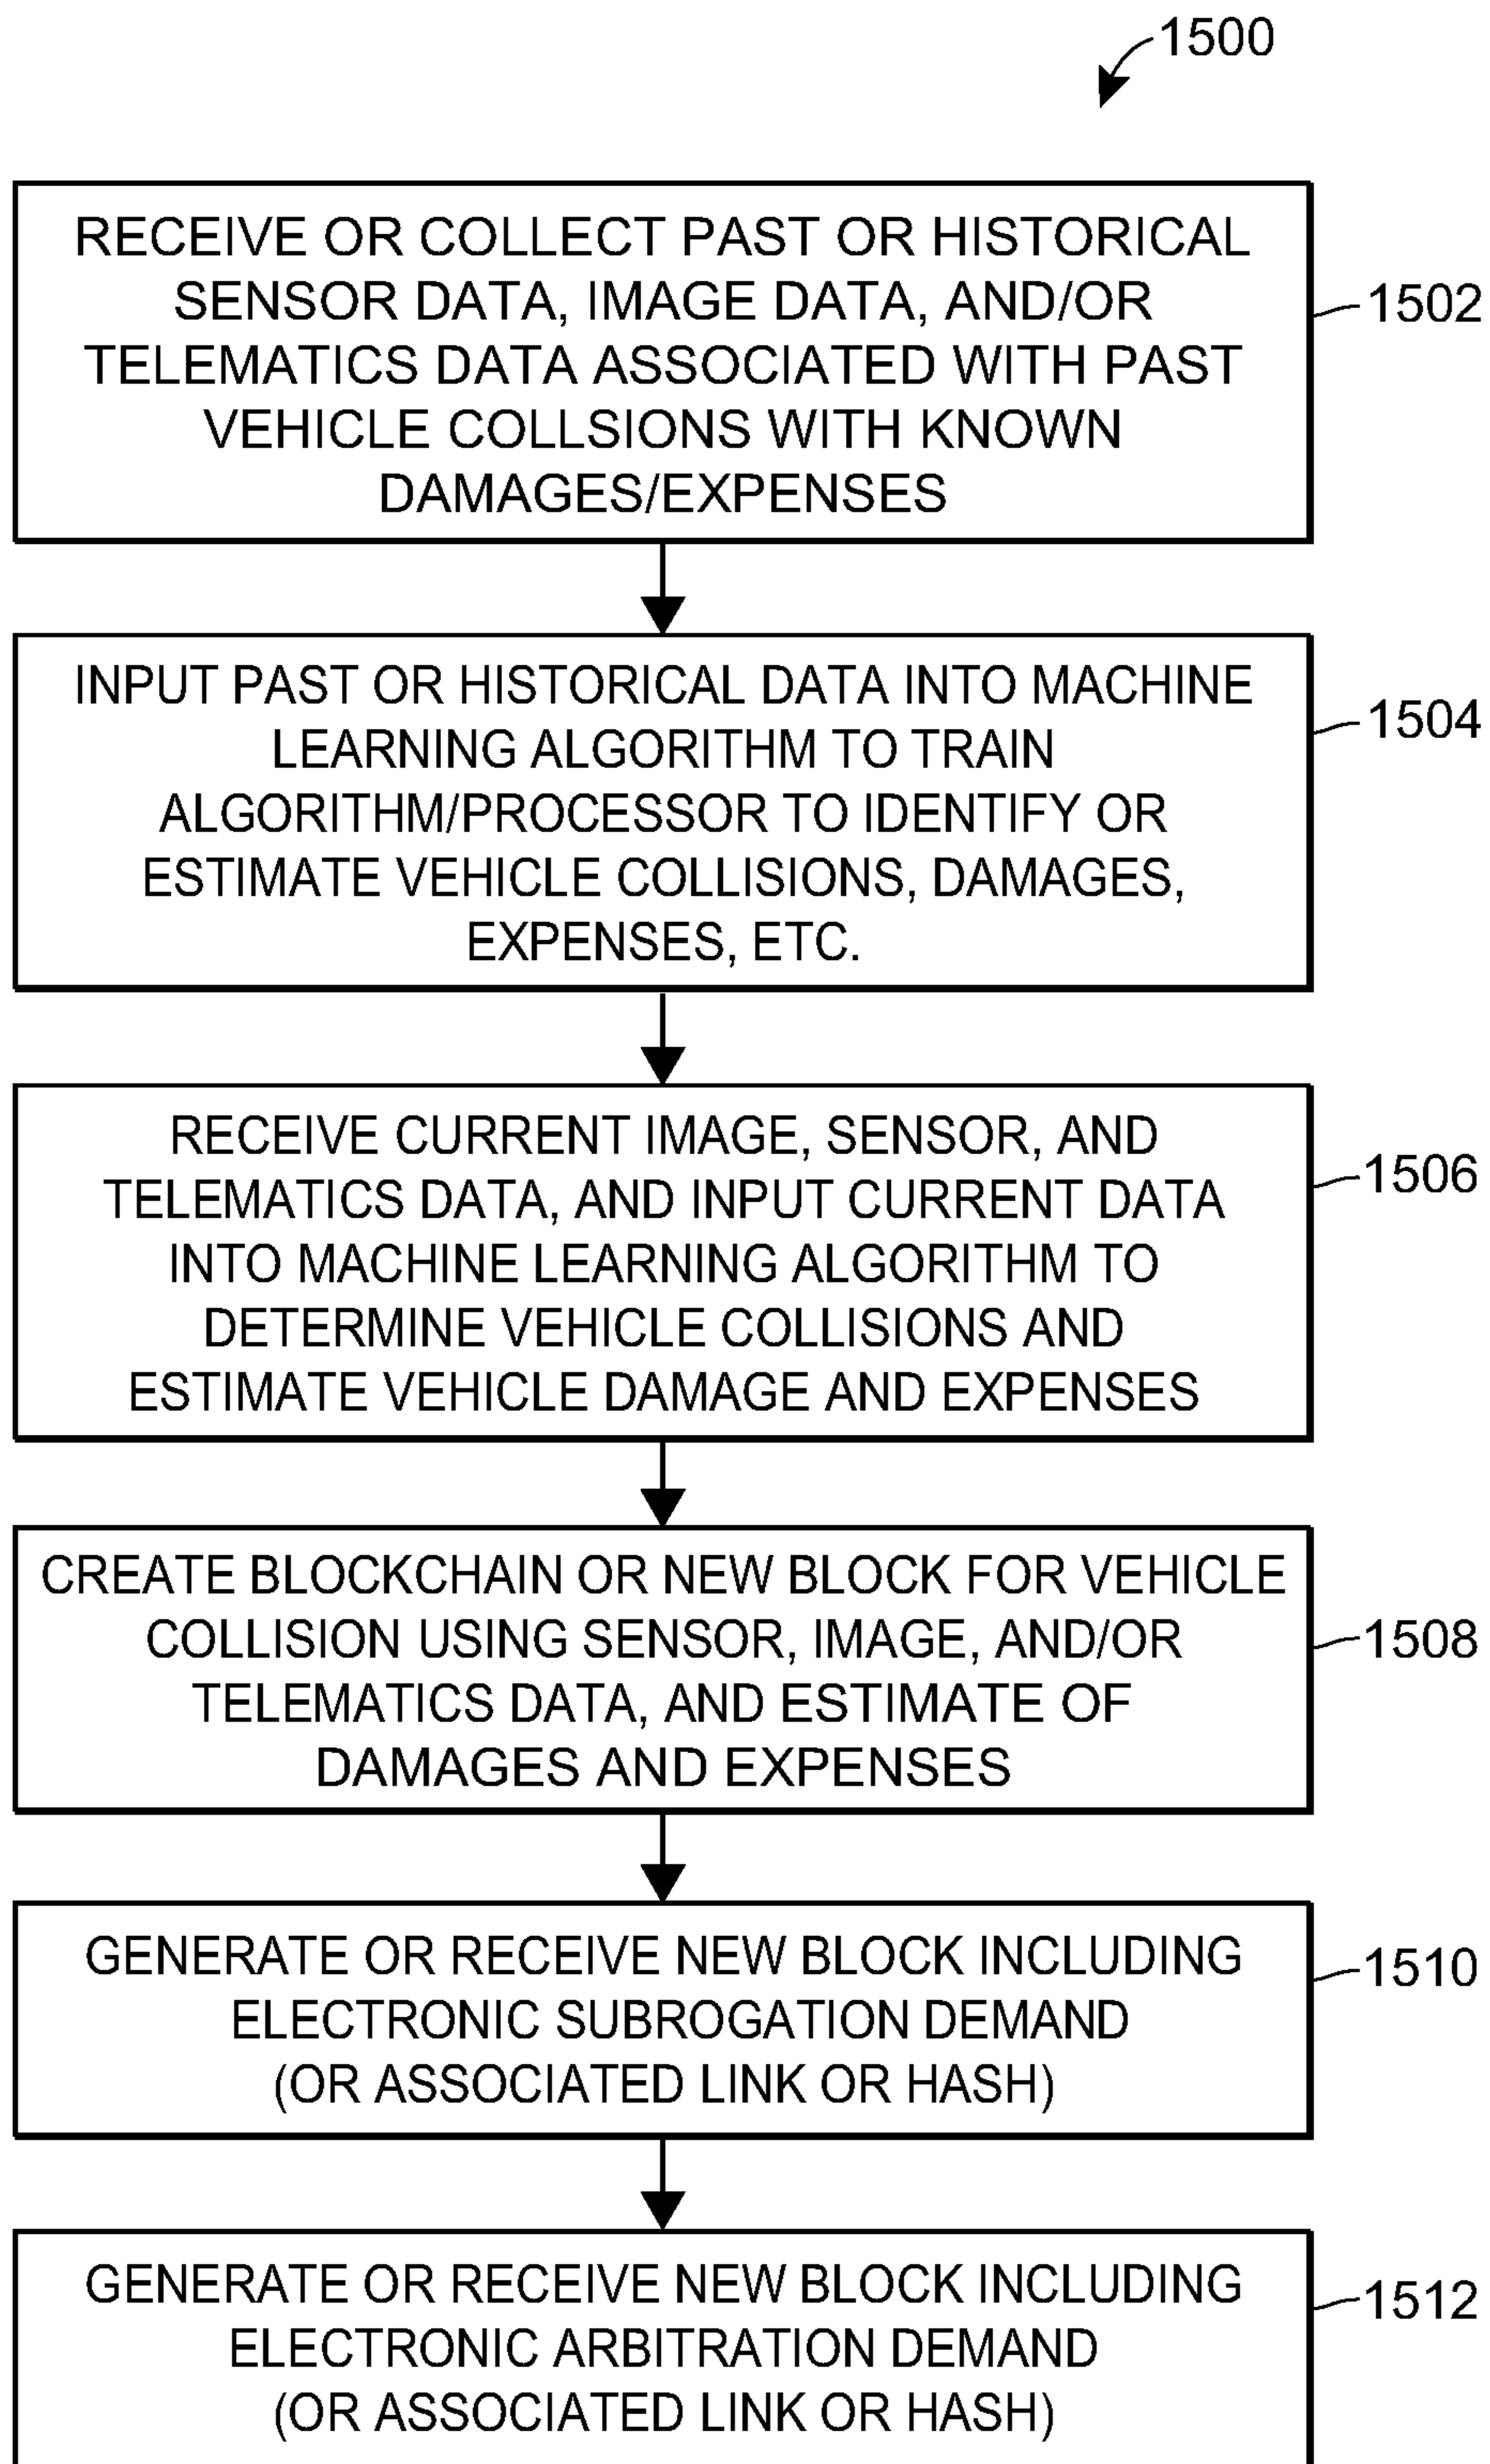 1500
RECEIVE OR COLLECT PAST OR HISTORICAL
SENSOR DATA, IMAGE DATA, AND/OR
TELEMATICS DATA ASSOCIATED WITH PAST
VEHICLE COLLSIONS WITH KNOWN
DAMAGES/EXPENSES
1502
INPUT PAST OR HISTORICAL DATA INTO MACHINE
LEARNING ALGORITHM TO TRAIN
ALGORITHM/PROCESSOR TO IDENTIFY OR
ESTIMATE VEHICLE COLLISIONS, DAMAGES,
EXPENSES, ETC.
1504
RECEIVE CURRENT IMAGE, SENSOR, AND
TELEMATICS DATA, AND INPUT CURRENT DATA
INTO MACHINE LEARNING ALGORITHM TO
DETERMINE VEHICLE COLLISIONS AND
ESTIMATE VEHICLE DAMAGE AND EXPENSES
1506
CREATE BLOCKCHAIN OR NEW BLOCK FOR VEHICLE
COLLISION USING SENSOR, IMAGE, AND/OR
TELEMATICS DATA, AND ESTIMATE OF
DAMAGES AND EXPENSES
1508
GENERATE OR RECEIVE NEW BLOCK INCLUDING
ELECTRONIC SUBROGATION DEMAND
(OR ASSOCIATED LINK OR HASH)
1510
GENERATE OR RECEIVE NEW BLOCK INCLUDING
ELECTRONIC ARBITRATION DEMAND
(OR ASSOCIATED LINK OR HASH)
1512